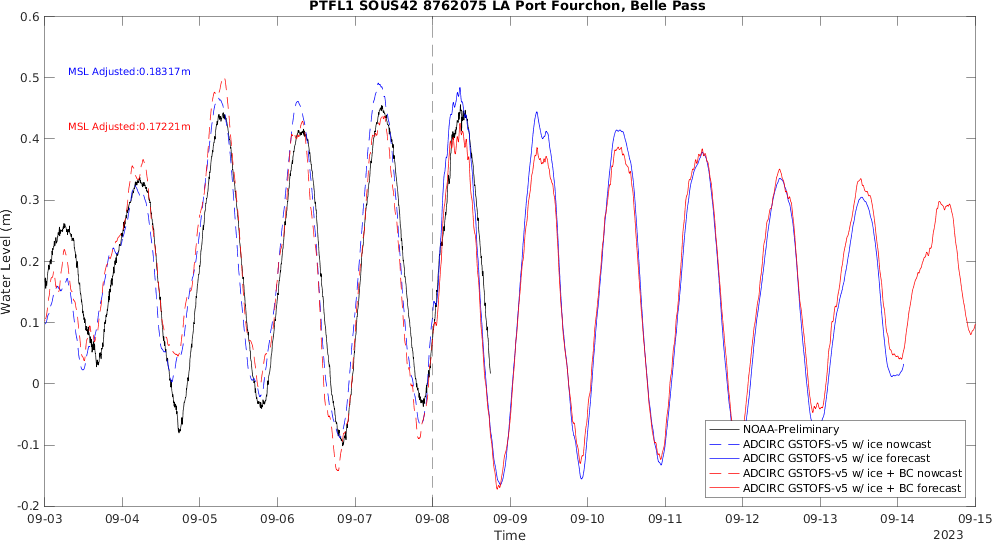 PTFL1 SOUS42 8762075 LA Port Fourchon, Belle Pass
0.6
0.5
0.4
0.3
0.2
0.1
0
-0.1
-0.2
Water Level (m)
MSL Adjusted:0.18317m
MSL Adjusted:0.17221m
NOAA-Preliminary
ADCIRC GSTOFS-v5 w/ ice nowcast
ADCIRC GSTOFS-v5 w/ ice forecast
ADCIRC GSTOFS-v5 w/ ice + BC nowcast
ADCIRC GSTOFS-v5 w/ ice + BC forecast
09-03 09-04 09-05 09-06 09-07 09-08 09-09 09-10 09-11 09-12 09-13 09-14 09-15
Time
2023